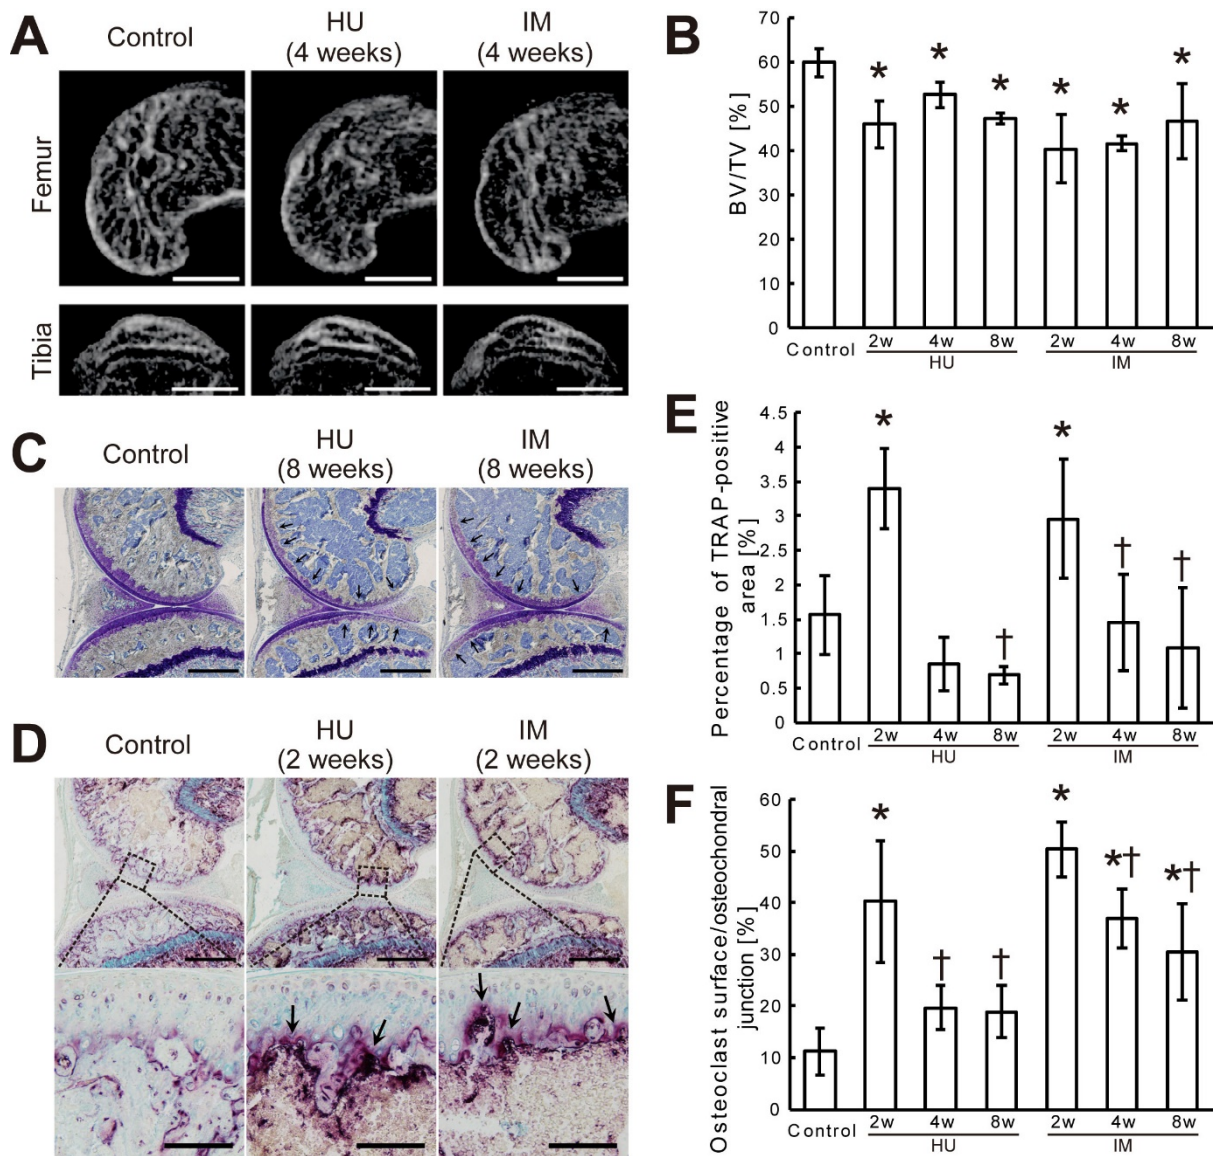 A
Control
HU
(4 weeks)
IM
(4 weeks)
Femur
Tibia
B
BV/TV [%]
70
60
50
40
30
20
10
0
* * * * * *
Control
2w 4w 8w 2w 4w 8w
HU IM
C
Control
HU
(8 weeks)
IM
(8 weeks)
D
Control
HU
(2 weeks)
IM
(2 weeks)
E
Percentage of TRAP-positive
area [%]
4.5
4
3.5
3
2.5
2
1.5
1
0.5
0
* † * † †
Control
2w 4w 8w 2w 4w 8w
HU IM
F
Osteoclast surface/osteochondral
junction [%]
60
50
40
30
20
10
0
* † † * *† *†
Control
2w 4w 8w 2w 4w 8w
HU IM